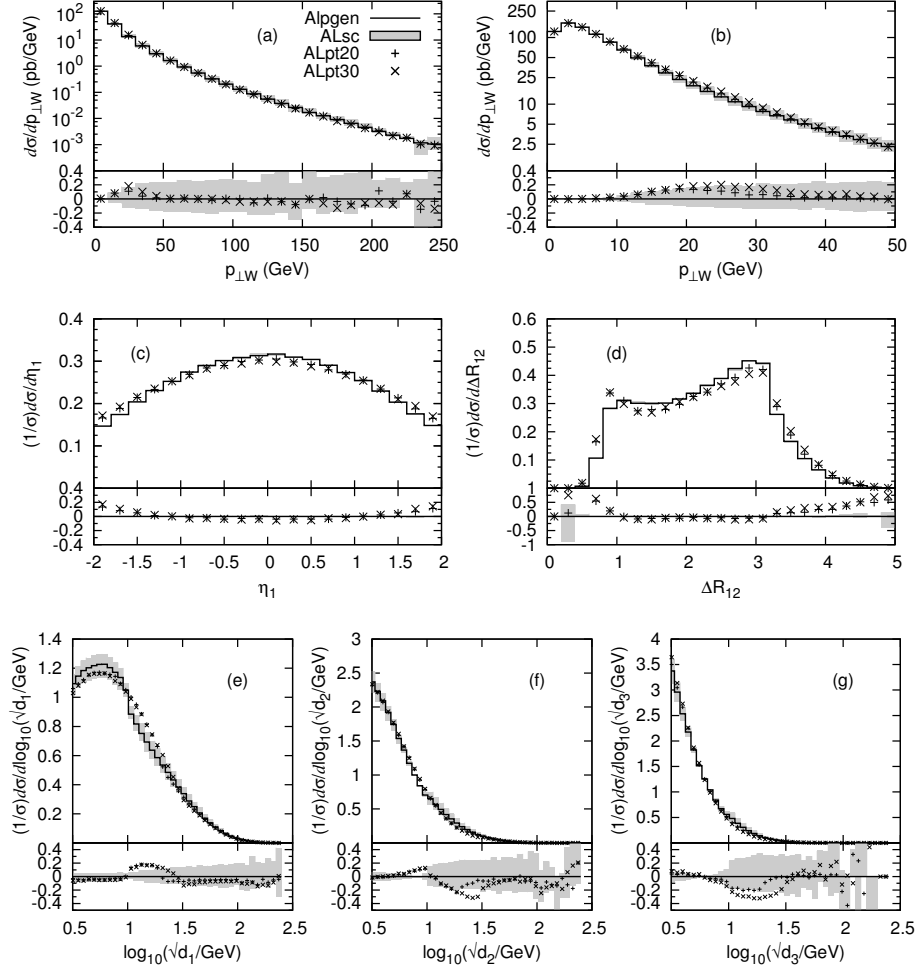 dσ/dp⊥W (pb/GeV)
10²
10¹
10⁰
10⁻¹
10⁻²
10⁻³
0.4
0.2
0
-0.2
-0.4
Alpgen
ALsc
ALpt20
ALpt30
(a)
0 50 100 150 200 250
p⊥W (GeV)
dσ/dp⊥W (pb/GeV)
250
100
50
25
10
5
2.5
0.4
0.2
0
-0.2
-0.4
(b)
0 10 20 30 40 50
p⊥W (GeV)
(1/σ)dσ/dη₁
0.4
0.3
0.2
0.1
0.4
0.2
0
-0.2
-0.4
(c)
-2 -1.5 -1 -0.5 0 0.5 1 1.5 2
η₁
(1/σ)dσ/dΔR₁₂
0.6
0.4
0.3
0.2
0.1
1
0.5
0
-0.5
-1
(d)
0 1 2 3 4 5
ΔR₁₂
(1/σ)dσ/dlog₁₀(√d₁/GeV)
1.4
1.2
1.0
0.8
0.6
0.4
0.2
0.4
0.2
0
-0.2
-0.4
(e)
0.5 1 1.5 2 2.5
log₁₀(√d₁/GeV)
(1/σ)dσ/dlog₁₀(√d₂/GeV)
3
2.5
2
1.5
1
0.5
0.4
0.2
0
-0.2
-0.4
(f)
0.5 1 1.5 2 2.5
log₁₀(√d₂/GeV)
(1/σ)dσ/dlog₁₀(√d₃/GeV)
4
3.5
3
2.5
2
1.5
1
0.5
0.4
0.2
0
-0.2
-0.4
(g)
0.5 1 1.5 2 2.5
log₁₀(√d₃/GeV)